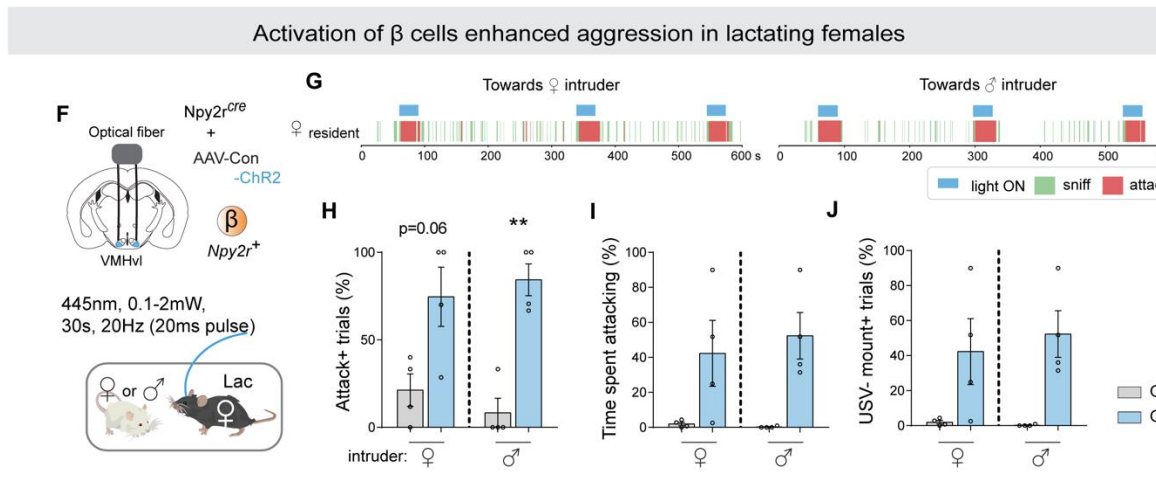 Activation of β cells enhanced aggression in lactating females
F
Npy2rcre
+
AAV-Con
-ChR2
Optical fiber
VMHvl
β
Npy2r+
445nm, 0.1-2mW,
30s, 20Hz (20ms pulse)
♀ or ♂
Lac
♀
G
Towards ♀ intruder
Towards ♂ intruder
♀ resident
0 100 200 300 400 500 600 s
0 100 200 300 400 500
light ON sniff attac
H
p=0.06
**
Attack+ trials (%)
100
50
0
intruder: ♀ ♂
I
Time spent attacking (%)
100
80
60
40
20
0
♀ ♂
J
USV- mount+ trials (%)
100
80
60
40
20
0
♀ ♂